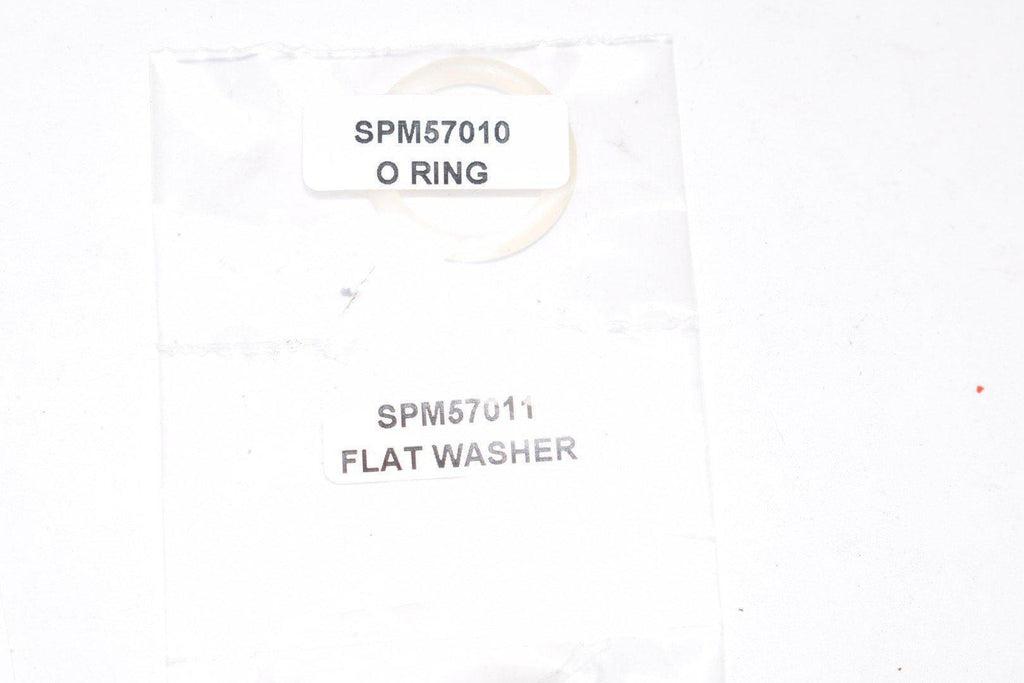 SPM57010
O RING
SPM57011
FLAT WASHER